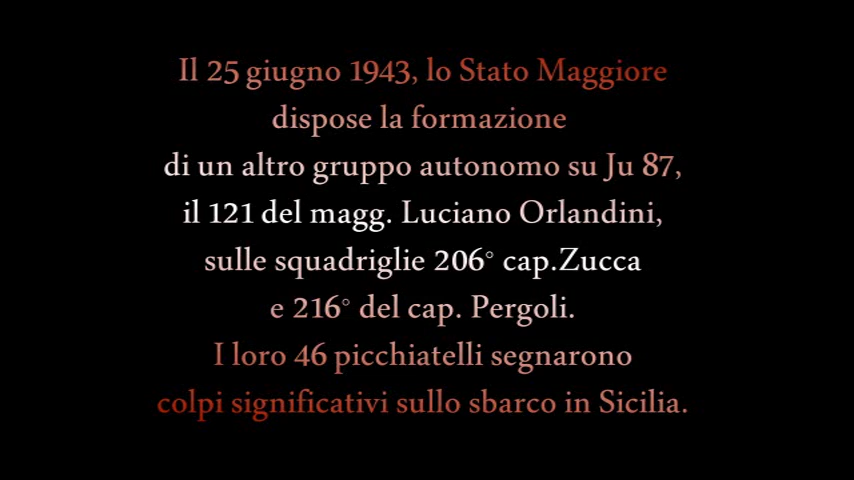 Il 25 giugno 1943, lo Stato Maggiore
dispose la formazione
di un altro gruppo autonomo su Ju 87,
il 121 del magg. Luciano Orlandini,
sulle squadriglie 206° cap.Zucca
e 216° del cap. Pergoli.
I loro 46 picchiatelli segnarono
colpi significativi sullo sbarco in Sicilia.